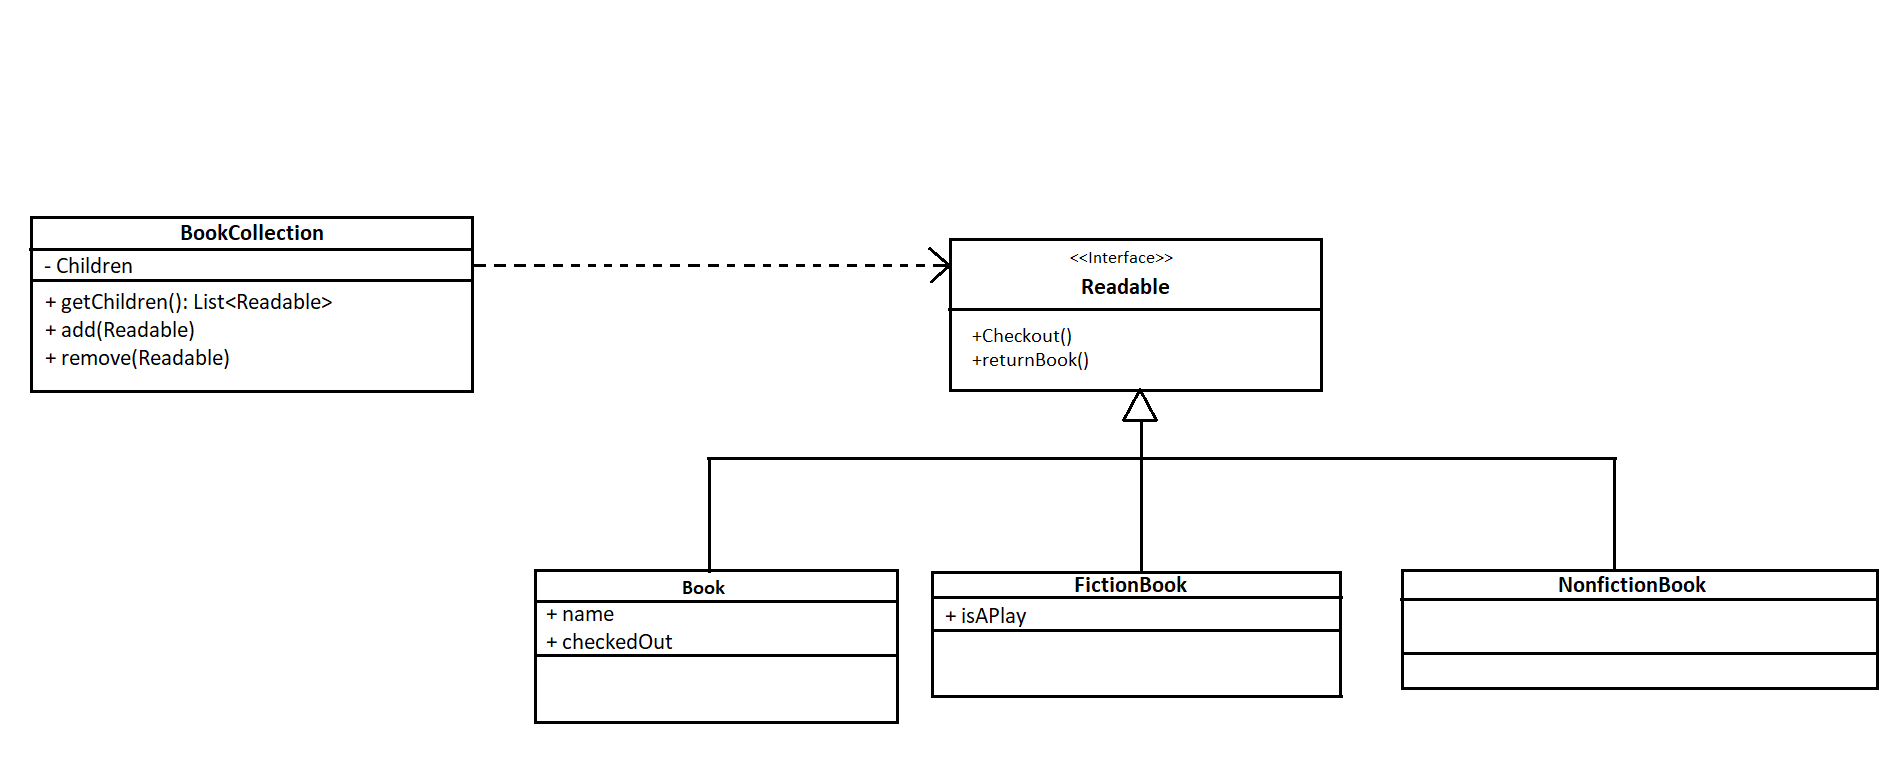 BookCollection
- Children
+ getChildren(): List<Readable>
+ add(Readable)
+ remove(Readable)
<<Interface>>
Readable
+Checkout()
+returnBook()
Book
+ name
+ checkedOut
FictionBook
+ isAPlay
NonfictionBook